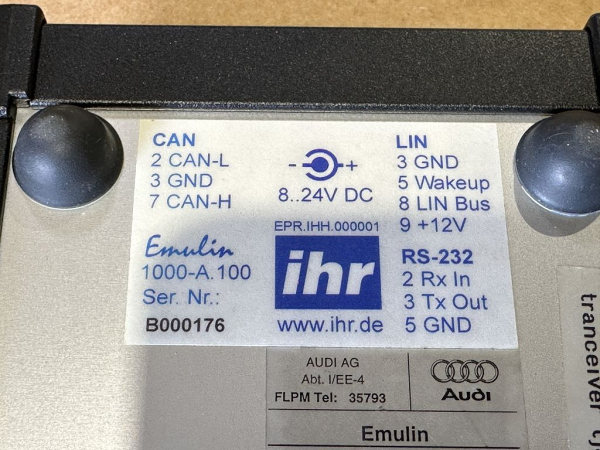 CAN
2 CAN-L
3 GND
7 CAN-H
- +
8..24V DC
LIN
3 GND
5 Wakeup
8 LIN Bus
9 +12V
Emulin
1000-A.100
Ser. Nr.:
B000176
EPR.IHH.000001
ihr
www.ihr.de
RS-232
2 Rx In
3 Tx Out
5 GND
AUDI AG
Abt. I/EE-4
FLPM Tel: 35793
Audi
Emulin
tranceiver